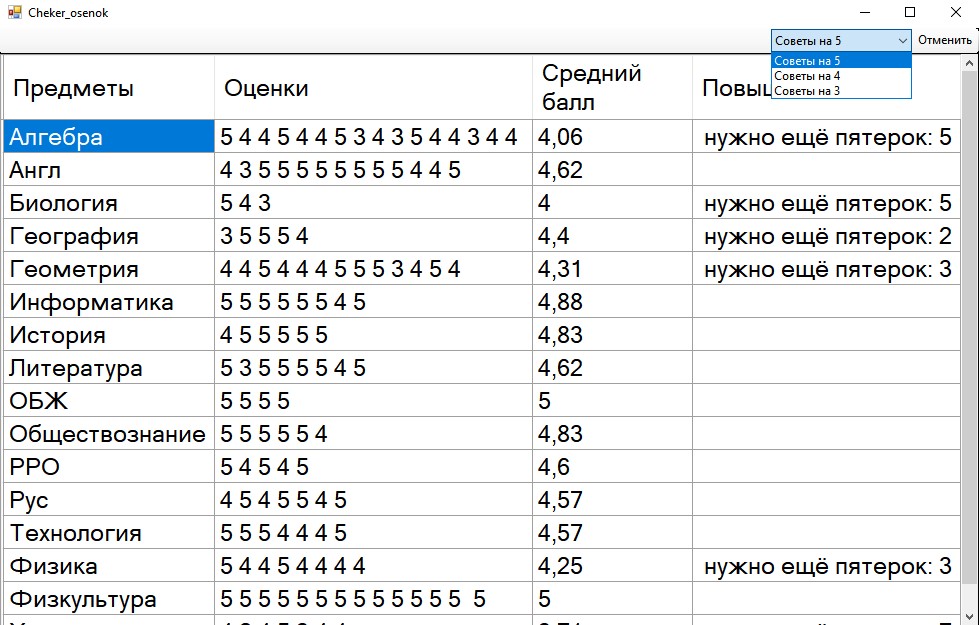 Cheker_osenok
Советы на 5
Отменить
Советы на 5
Советы на 4
Советы на 3
Предметы Оценки Средний балл
Алгебра 5 4 4 5 4 4 5 3 4 3 5 4 4 3 4 4 4,06 нужно ещё пятерок: 5
Англ 4 3 5 5 5 5 5 5 5 4 4 5 4,62
Биология 5 4 3 4 нужно ещё пятерок: 5
География 3 5 5 5 4 4,4 нужно ещё пятерок: 2
Геометрия 4 4 5 4 4 4 5 5 5 3 4 5 4 4,31 нужно ещё пятерок: 3
Информатика 5 5 5 5 5 5 4 5 4,88
История 4 5 5 5 5 5 4,83
Литература 5 3 5 5 5 5 4 5 4,62
ОБЖ 5 5 5 5 5
Обществознание 5 5 5 5 5 4 4,83
РРО 5 4 5 4 5 4,6
Рус 4 5 4 5 5 4 5 4,57
Технология 5 5 5 4 4 4 5 4,57
Физика 5 4 4 5 4 4 4 4 4,25 нужно ещё пятерок: 3
Физкультура 5 5 5 5 5 5 5 5 5 5 5 5 5 5 5